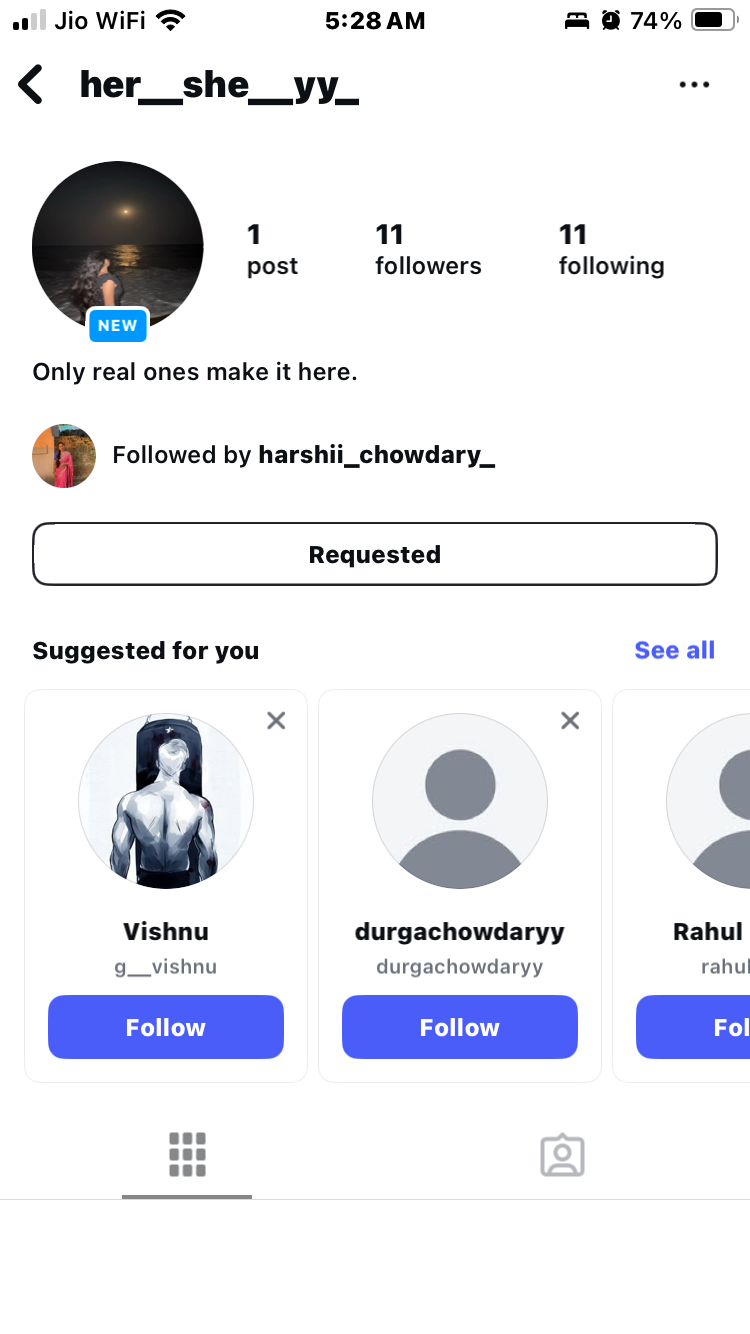 Jio WiFi 5:28 AM 74%
her__she__yy_
1 11 11
post followers following
NEW
Only real ones make it here.
Followed by harshii_chowdary_
Requested
Suggested for you See all
Vishnu durgachowdaryy Rahul
g__vishnu durgachowdaryy rahul
Follow Follow Fol